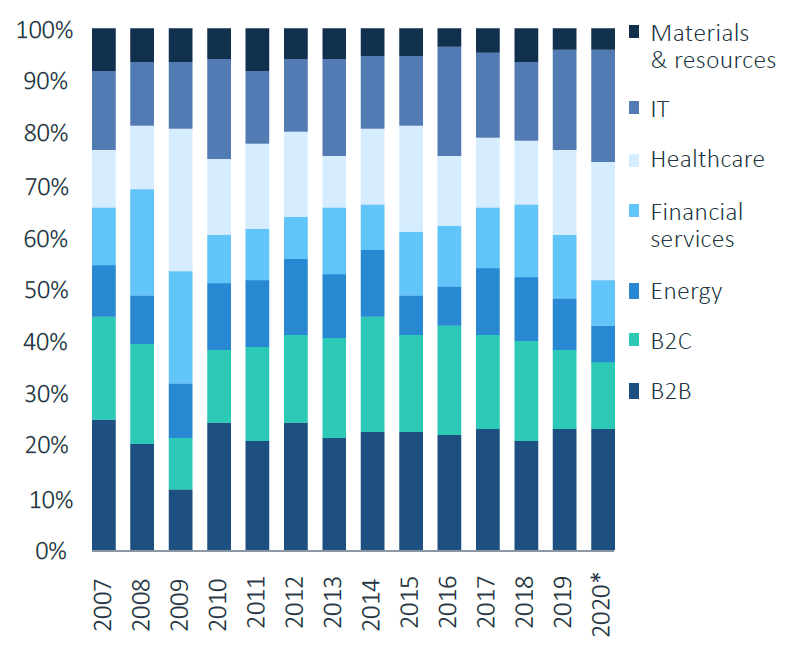 100%
90%
80%
70%
60%
50%
40%
30%
20%
10%
0%
2007
2008
2009
2010
2011
2012
2013
2014
2015
2016
2017
2018
2019
2020*
Materials
& resources
IT
Healthcare
Financial
services
Energy
B2C
B2B